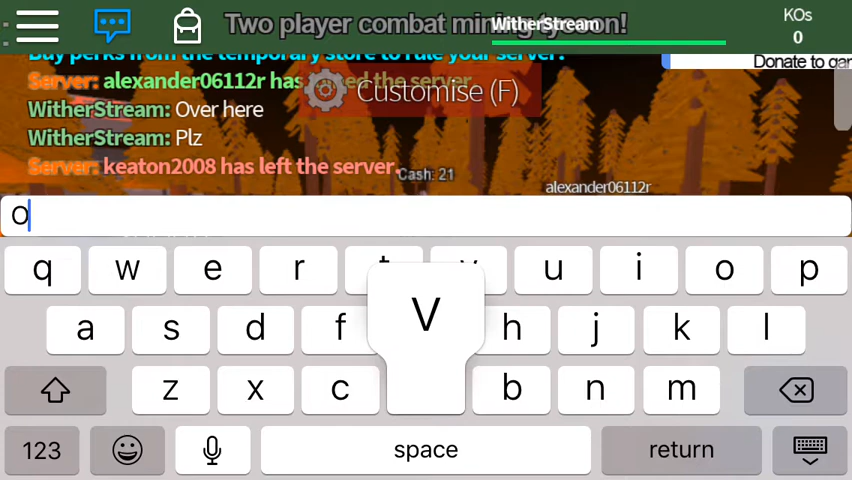 Two player combat mining tycoon!
WitherStream
KOs
0
Buy perks from the temporary store to rule your server!
Donate to gar
Server: alexander06112r has joined the server.
Customise (F)
WitherStream: Over here
WitherStream: Plz
Server: keaton2008 has left the server.
Cash: 21
alexander06112r
o
q w e r t y u i o p
V
a s d f h j k l
z x c b n m
123 space return